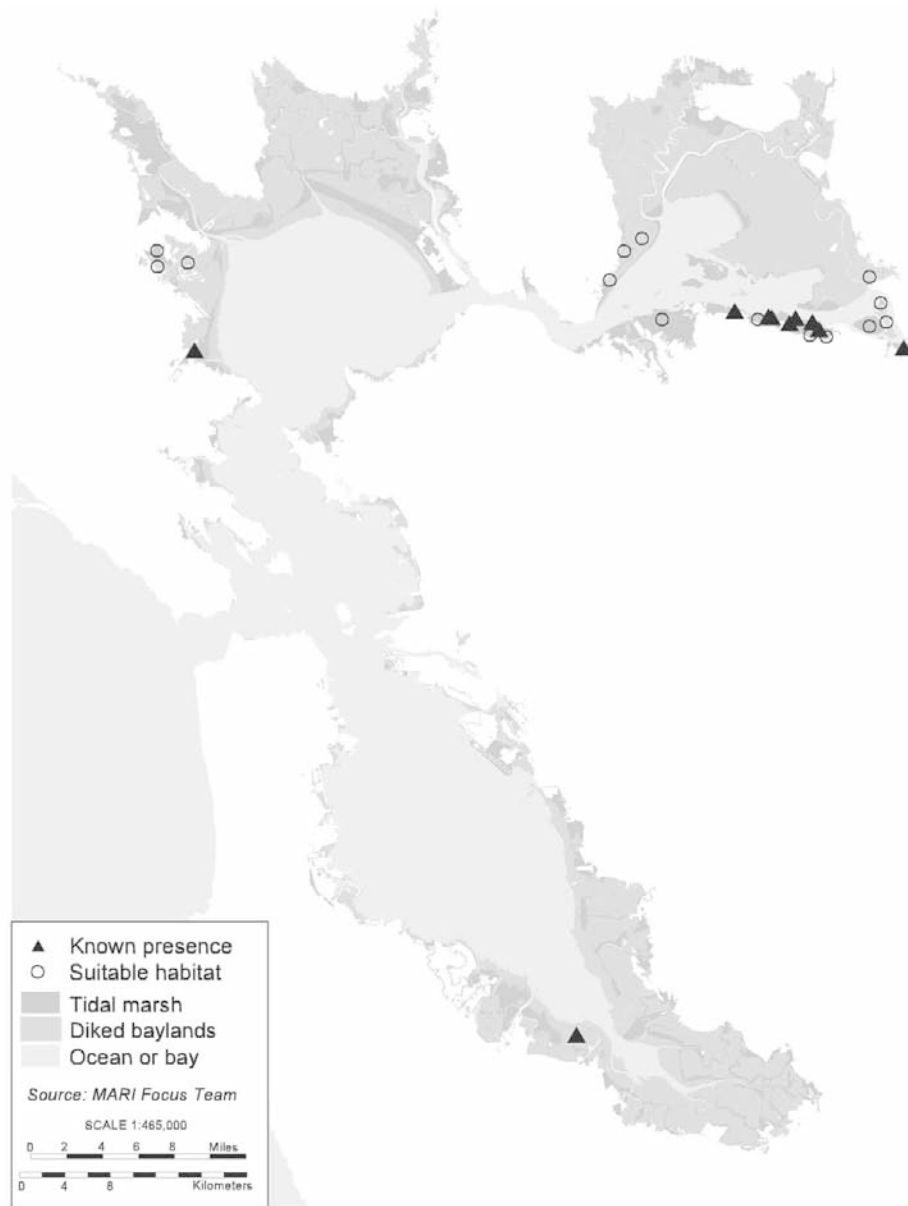 Known presence
Suitable habitat
Tidal marsh
Diked baylands
Ocean or bay
Source: MARI Focus Team
SCALE 1:465,000
0 2 4 6 8 Miles
0 4 8 Kilometers